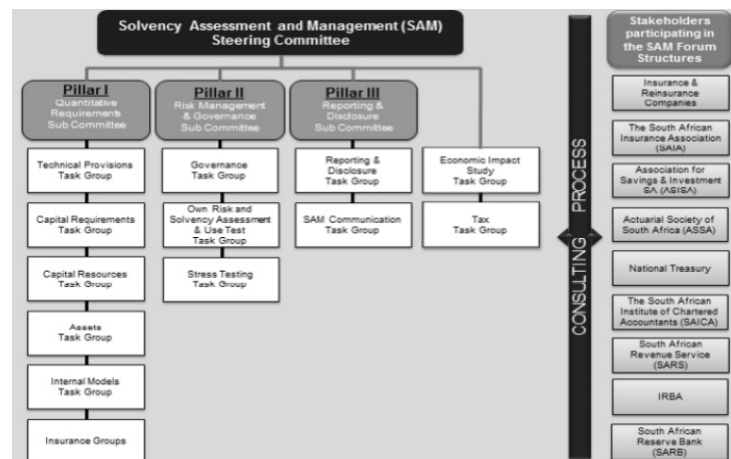 Solvency Assessment and Management (SAM)
Steering Committee
Pillar I
Quantitative
Requirements
Sub Committee
Technical Provisions
Task Group
Capital Requirements
Task Group
Capital Resources
Task Group
Assets
Task Group
Internal Models
Task Group
Insurance Groups
Pillar II
Risk Management
& Governance
Sub Committee
Governance
Task Group
Own Risk and
Solvency Assessment
& Use Test
Task Group
Stress Testing
Task Group
Pillar III
Reporting &
Disclosure
Sub Committee
Reporting &
Disclosure
Task Group
SAM Communication
Task Group
Economic Impact
Study
Task Group
Tax
Task Group
CONSULTING PROCESS
Stakeholders
participating in
the SAM Forum
Structures
Insurance &
Reinsurance
Companies
The South African
Insurance Association
(SAIA)
Association for
Savings & Investment
SA (ASISA)
Actuarial Society of
South Africa (ASSA)
National Treasury
The South African
Institute of Chartered
Accountants (SAICA)
South African
Revenue Service
(SARS)
IRBA
South African
Reserve Bank
(SARB)